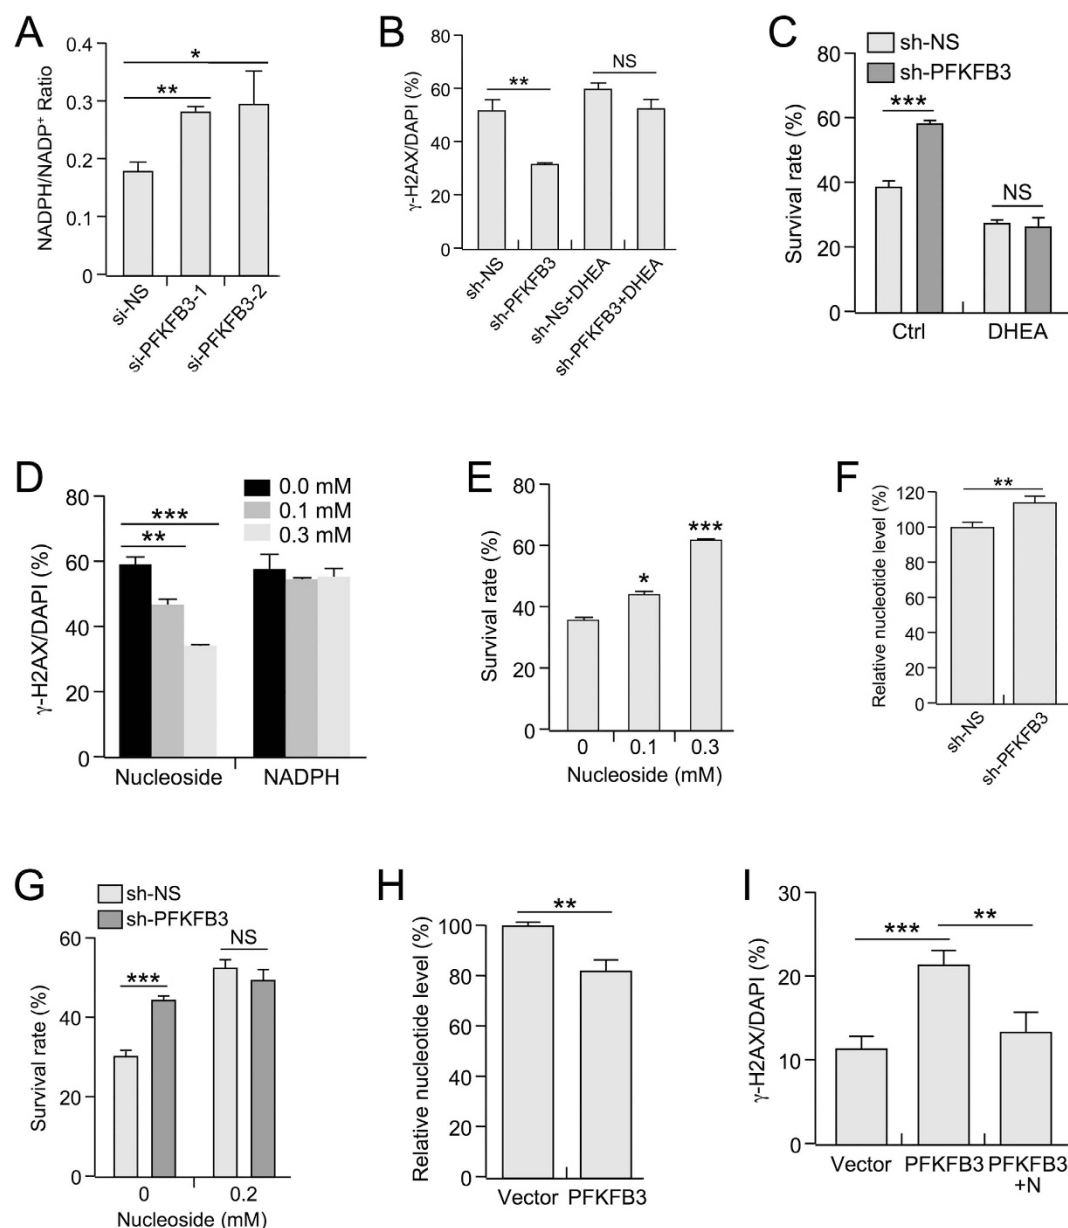 A
NADPH/NADP⁺ Ratio
0.4
0.3
0.2
0.1
0
*
**
si-NS
si-PFKFB3-1
si-PFKFB3-2
B
γ-H2AX/DAPI (%)
80
60
40
20
0
**
NS
sh-NS
sh-PFKFB3
sh-NS+DHEA
sh-PFKFB3+DHEA
C
sh-NS
sh-PFKFB3
Survival rate (%)
80
60
40
20
0
***
NS
Ctrl
DHEA
D
0.0 mM
0.1 mM
0.3 mM
γ-H2AX/DAPI (%)
80
60
40
20
0
***
**
Nucleoside
NADPH
E
Survival rate (%)
80
60
40
20
0
*
***
0
0.1
0.3
Nucleoside (mM)
F
Relative nucleotide level (%)
120
100
80
60
40
20
0
**
sh-NS
sh-PFKFB3
G
sh-NS
sh-PFKFB3
Survival rate (%)
60
40
20
0
***
NS
0
0.2
Nucleoside (mM)
H
Relative nucleotide level (%)
100
80
60
40
20
0
**
Vector
PFKFB3
I
γ-H2AX/DAPI (%)
30
20
10
0
***
**
Vector
PFKFB3
PFKFB3
+N